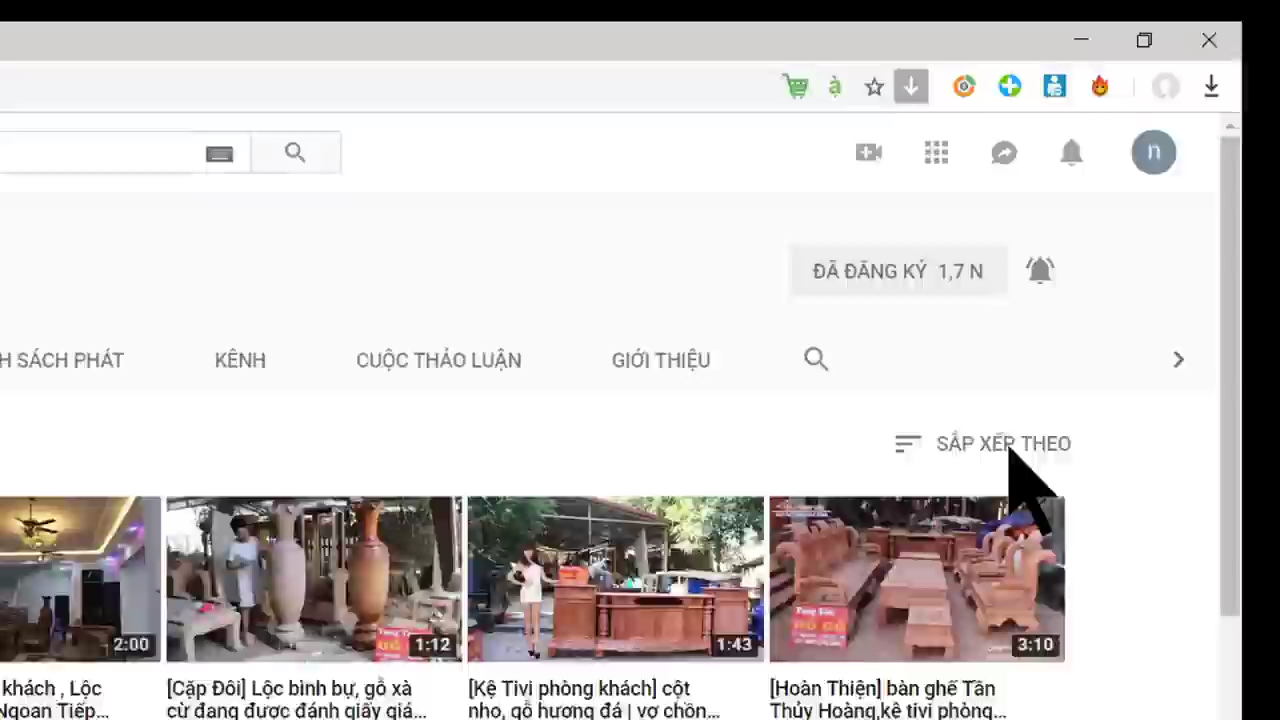 n
ĐÃ ĐĂNG KÝ 1,7 N
H SÁCH PHÁT
KÊNH
CUỘC THẢO LUẬN
GIỚI THIỆU
SẮP XẾP THEO
2:00
1:12
1:43
3:10
khách , Lộc
Ngoan Tiếp...
[Cặp Đôi] Lộc bình bự, gỗ xà
cừ đang được đánh giấy giá...
[Kệ Tivi phòng khách] cột
nho, gỗ hương đá | vợ chồn...
[Hoàn Thiện] bàn ghế Tần
Thủy Hoàng,kệ tivi phòng...